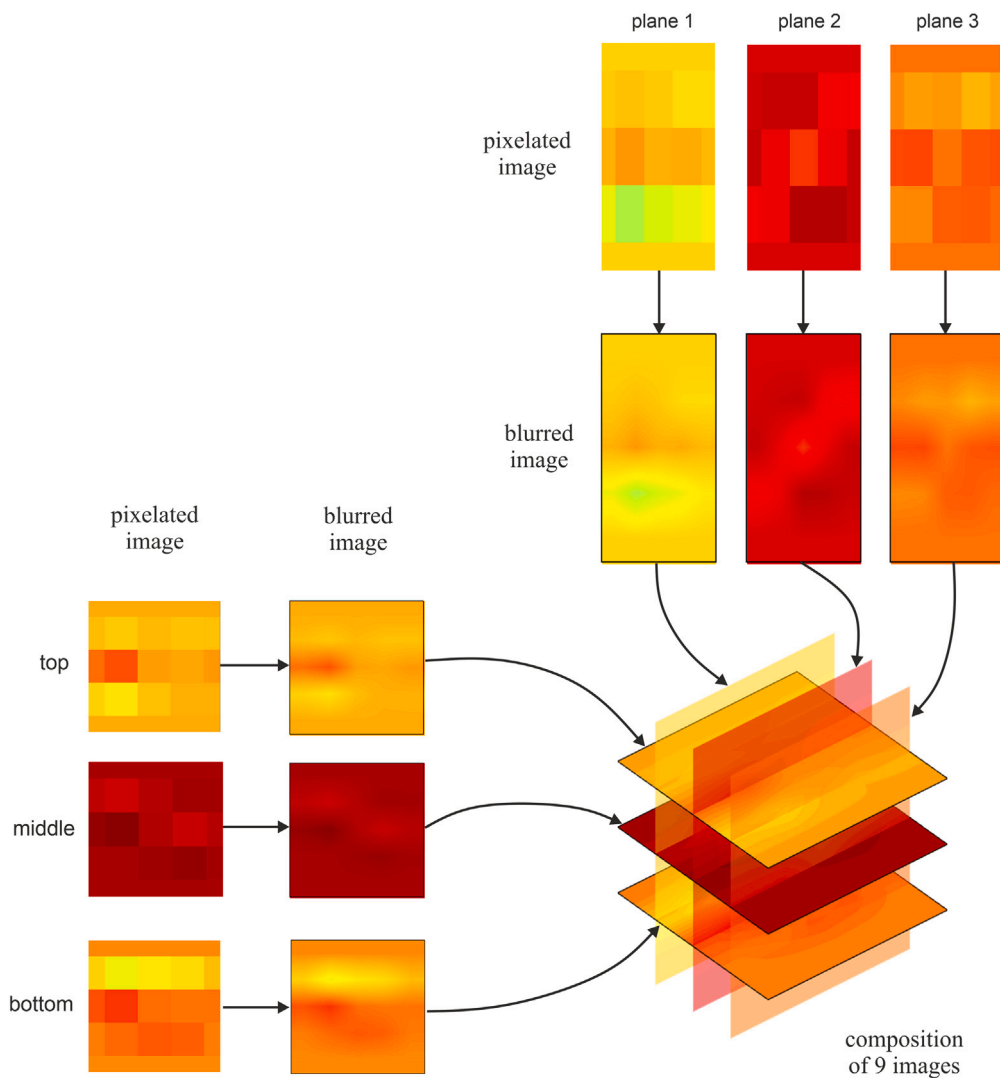 plane 1
plane 2
plane 3
pixelated
image
blurred
image
pixelated
image
blurred
image
top
middle
bottom
composition
of 9 images